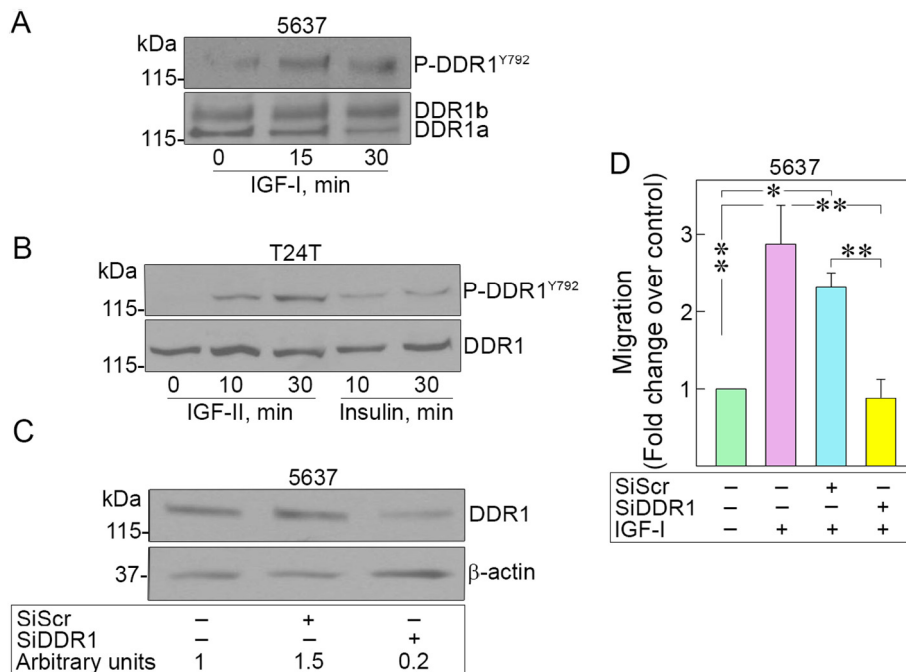 A
5637
kDa
115-
P-DDR1Y792
DDR1b
DDR1a
115-
0 15 30
IGF-I, min
B
T24T
kDa
115-
P-DDR1Y792
DDR1
115-
0 10 30 10 30
IGF-II, min Insulin, min
C
5637
kDa
115-
DDR1
37-
β-actin
SiScr – + –
SiDDR1 – – +
Arbitrary units 1 1.5 0.2
D
5637
Migration
(Fold change over control)
3
2
1
*
**
**
**
SiScr – – + –
SiDDR1 – – – +
IGF-I – + + +